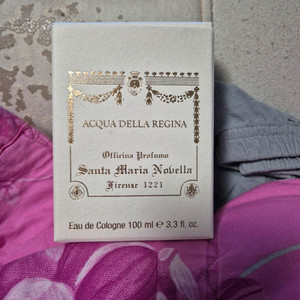 ACQUA DELLA REGINA
Officina Profumo
Santa Maria Novella
Firenze 1221
Eau de Cologne 100 ml ℮ 3.3 fl. oz.